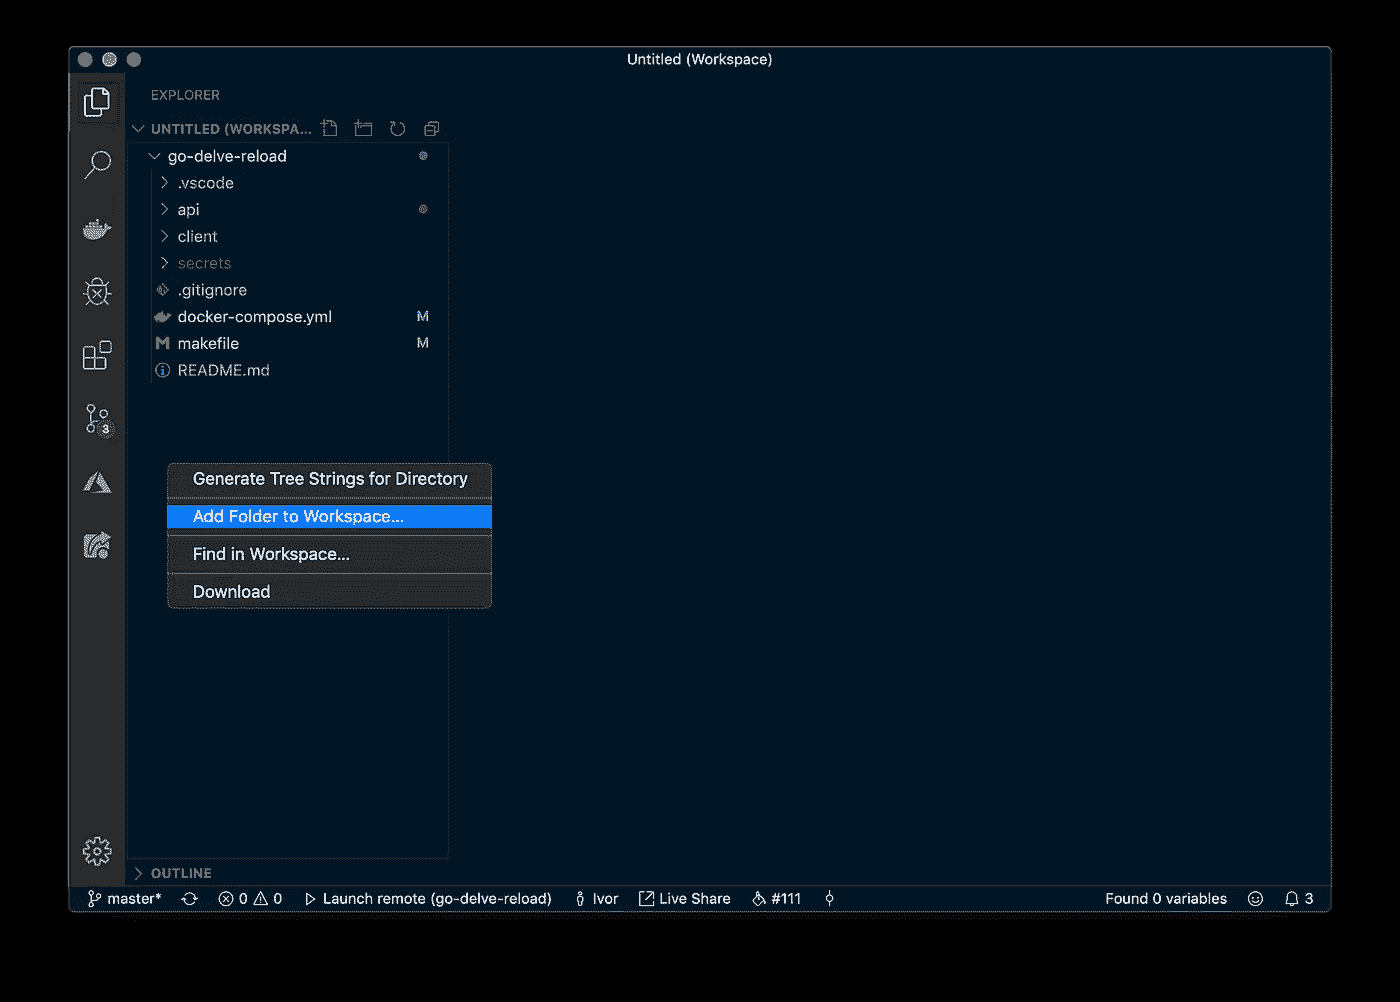 Untitled (Workspace)
EXPLORER
UNTITLED (WORKSPA...
go-delve-reload
.vscode
api
client
secrets
.gitignore
docker-compose.yml M
makefile M
README.md
3
Generate Tree Strings for Directory
Add Folder to Workspace...
Find in Workspace...
Download
OUTLINE
master* 0 0 Launch remote (go-delve-reload) Ivor Live Share #111 Found 0 variables 3